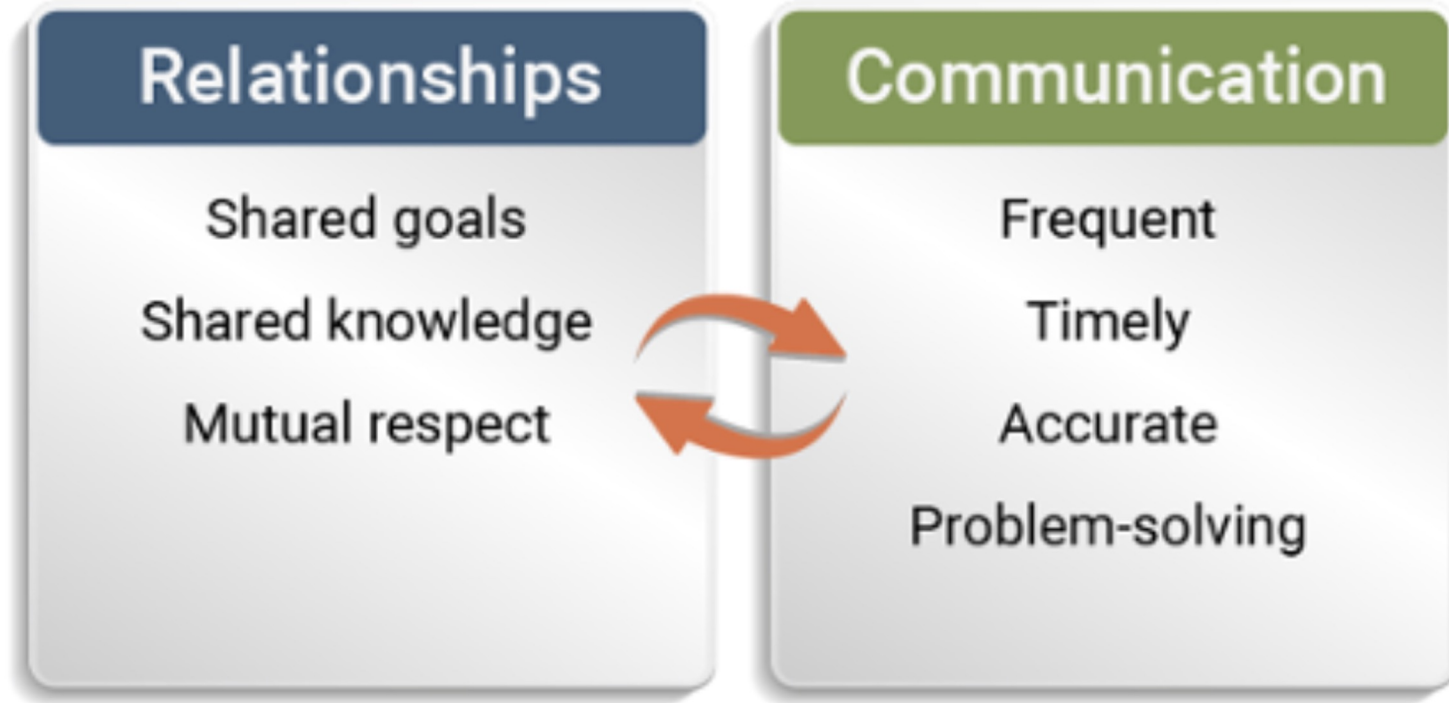 Relationships
Shared goals
Shared knowledge
Mutual respect
Communication
Frequent
Timely
Accurate
Problem-solving